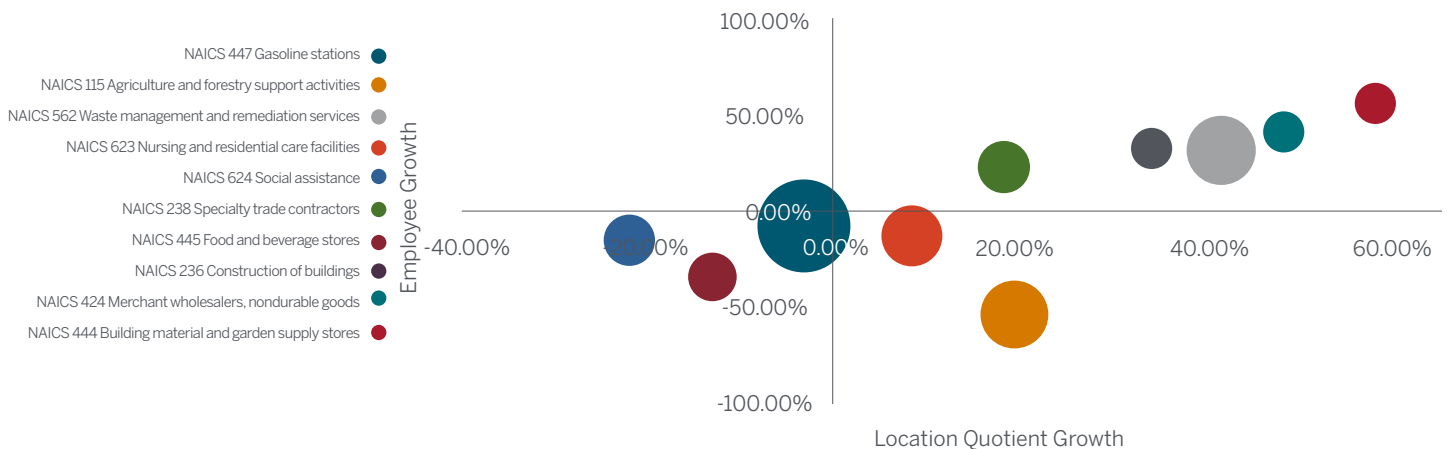 100.00%
NAICS 447 Gasoline stations
NAICS 115 Agriculture and forestry support activities
NAICS 562 Waste management and remediation services
NAICS 623 Nursing and residential care facilities
NAICS 624 Social assistance
NAICS 238 Specialty trade contractors
NAICS 445 Food and beverage stores
NAICS 236 Construction of buildings
NAICS 424 Merchant wholesalers, nondurable goods
NAICS 444 Building material and garden supply stores
Employee Growth
50.00%
0.00%
-40.00% -20.00% 0.00% 20.00% 40.00% 60.00%
-50.00%
-100.00%
Location Quotient Growth